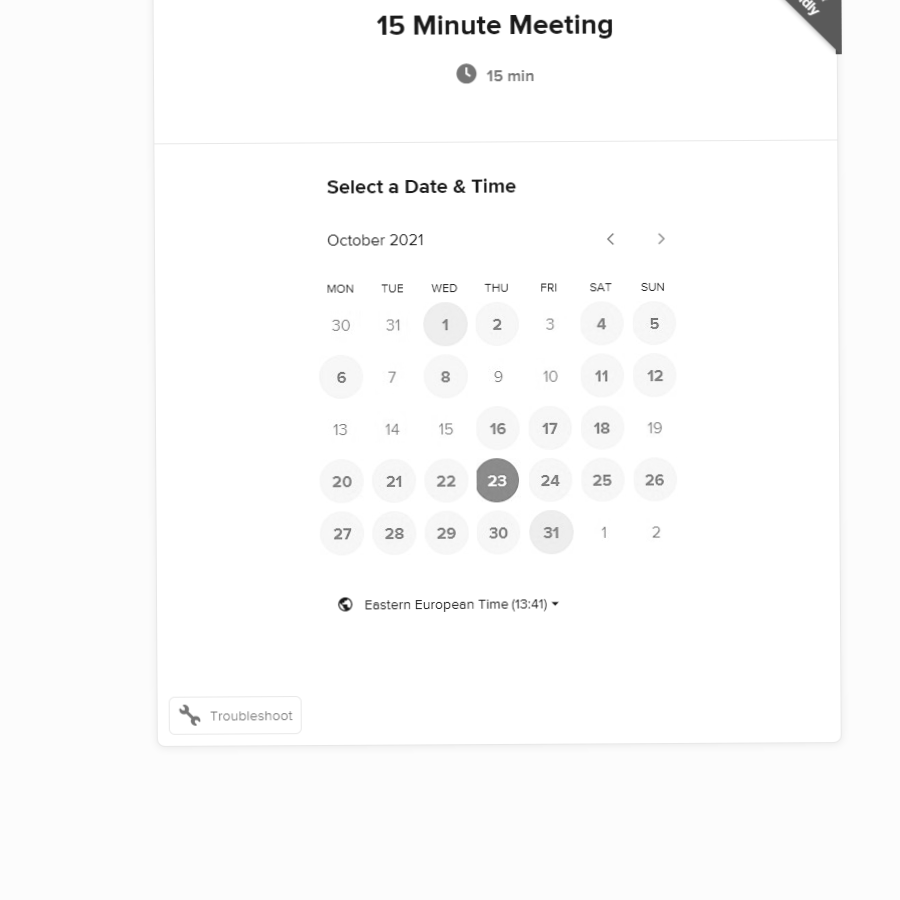 15 Minute Meeting
15 min
Select a Date & Time
October 2021
MON TUE WED THU FRI SAT SUN
30 31 1 2 3 4 5
6 7 8 9 10 11 12
13 14 15 16 17 18 19
20 21 22 23 24 25 26
27 28 29 30 31 1 2
Eastern European Time (13:41)
Troubleshoot